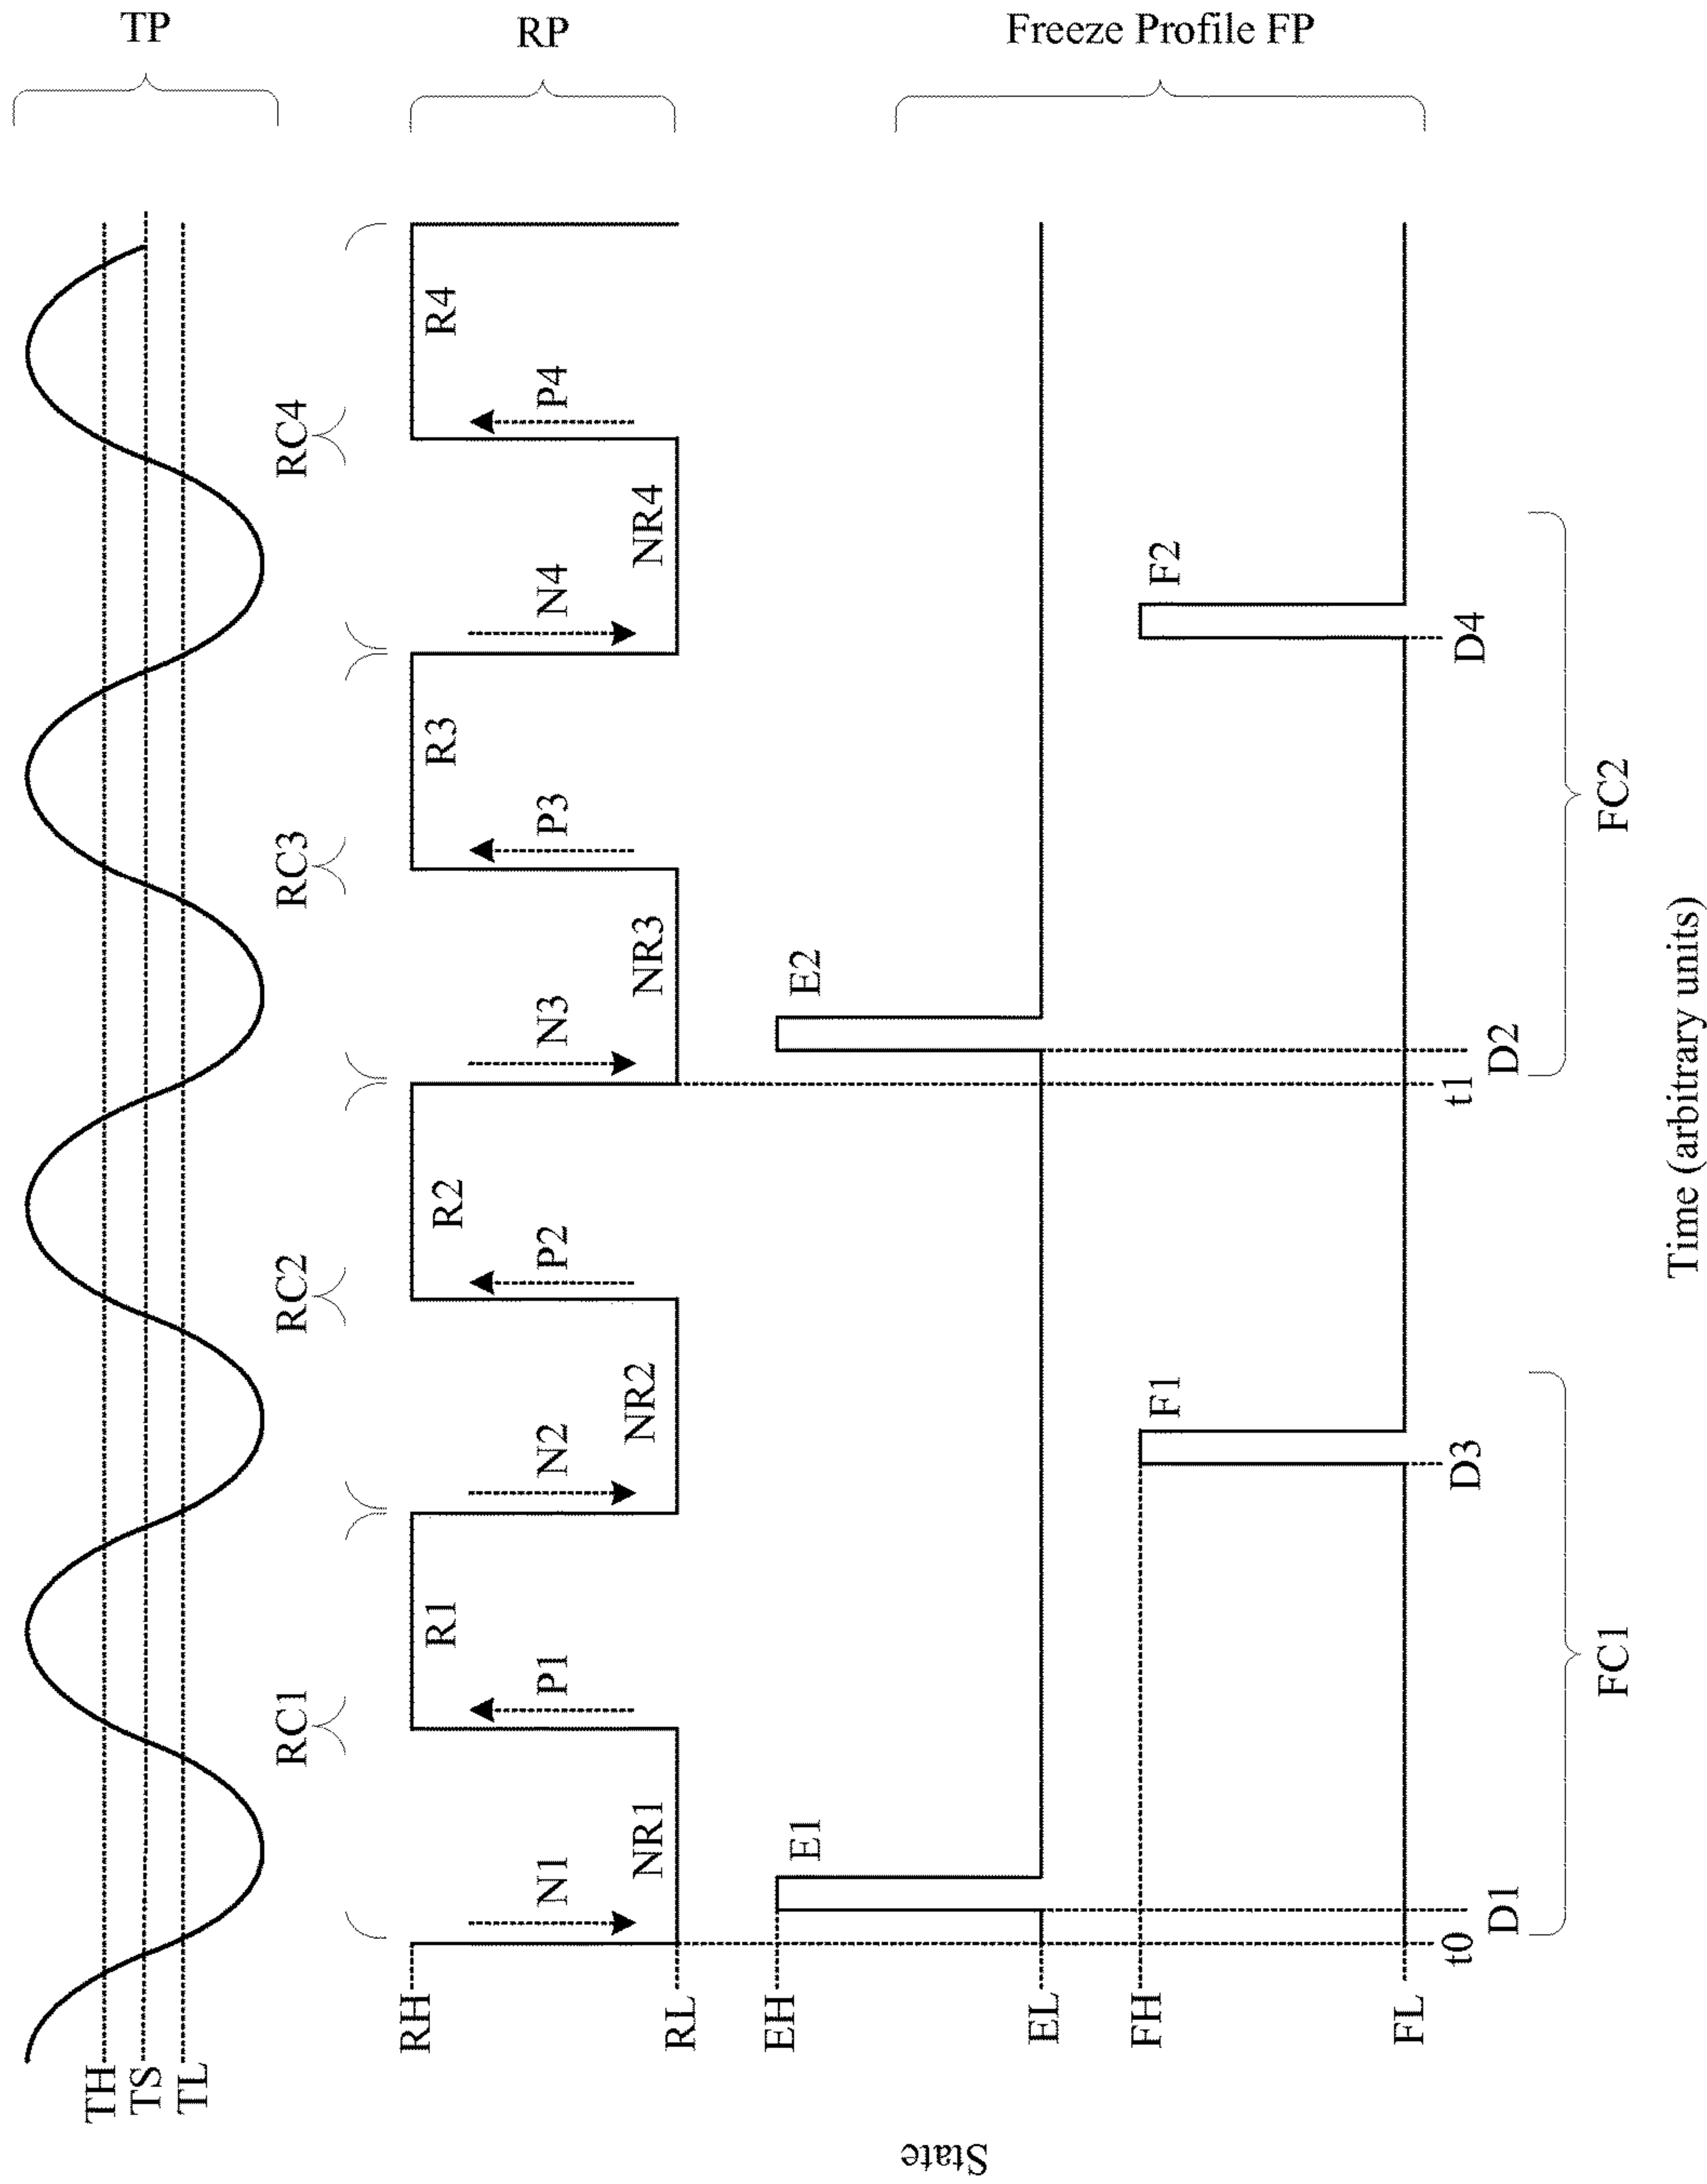 TP
TH
TS
TL
RC1
RC2
RC3
RC4
RP
RH
RL
N1
NR1
P1
R1
N2
NR2
P2
R2
N3
NR3
P3
R3
N4
NR4
P4
R4
Freeze Profile FP
EH
EL
E1
E2
FH
FL
F1
F2
t0
D1
D3
t1
D2
D4
FC1
FC2
State
Time (arbitrary units)